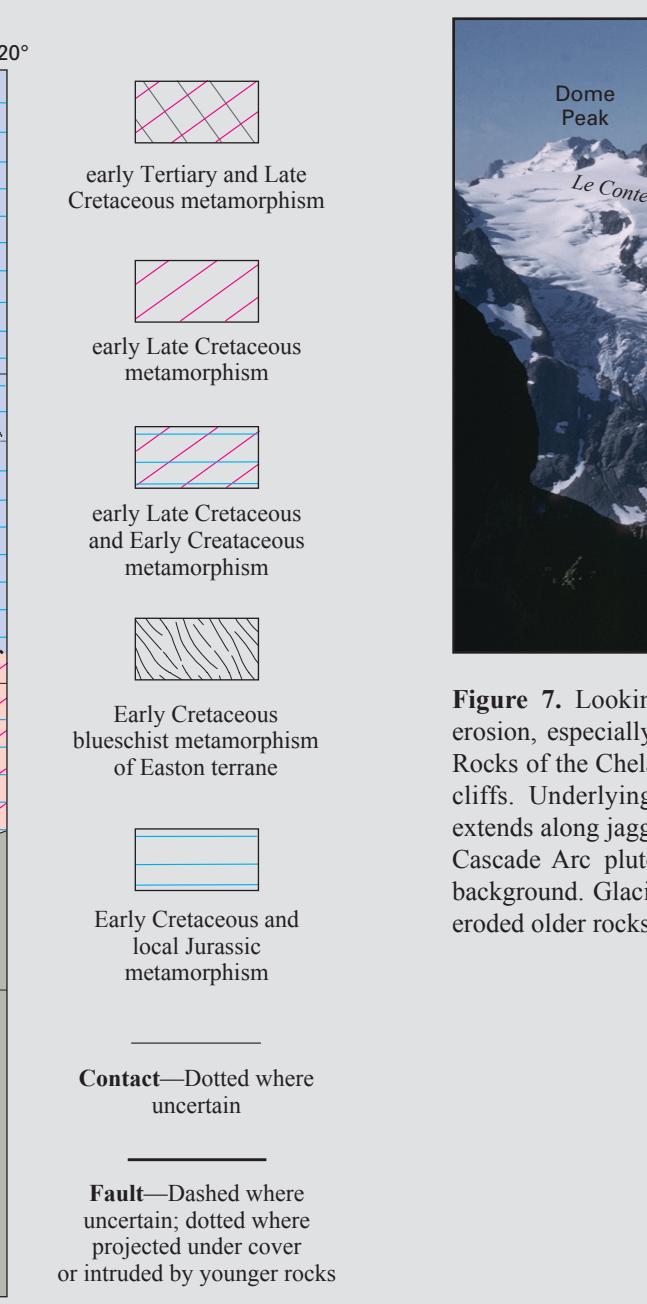 20°
early Tertiary and Late
Cretaceous metamorphism
early Late Cretaceous
metamorphism
early Late Cretaceous
and Early Creataceous
metamorphism
Early Cretaceous
blueschist metamorphism
of Easton terrane
Early Cretaceous and
local Jurassic
metamorphism
Contact—Dotted where
uncertain
Fault—Dashed where
uncertain; dotted where
projected under cover
or intruded by younger rocks
Dome
Peak
Le Conte
Figure 7. Lookin
erosion, especially
Rocks of the Chela
cliffs. Underlying
extends along jagg
Cascade Arc plut
background. Glaci
eroded older rocks